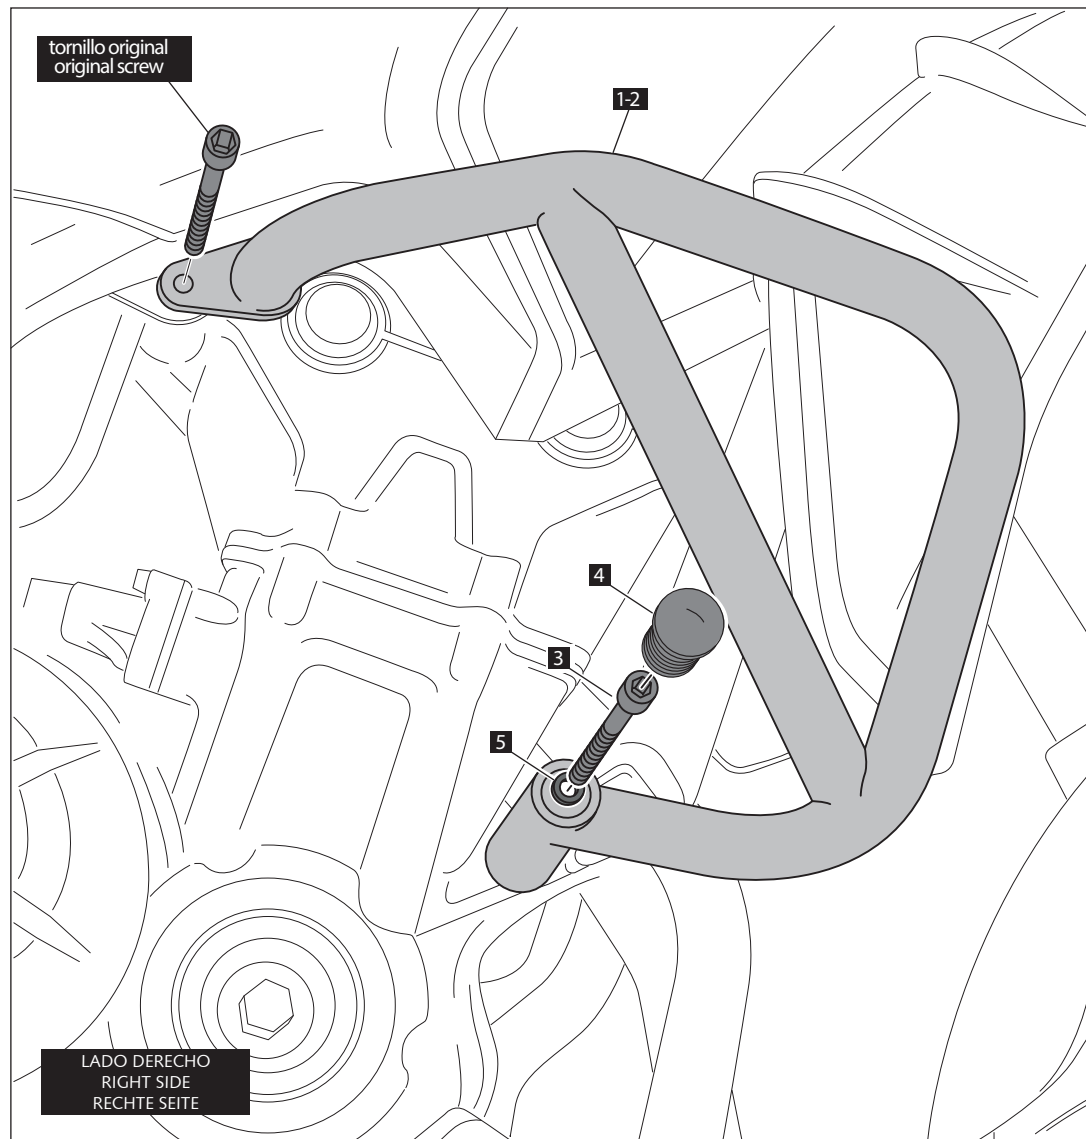 tornillo original
original screw
1-2
4
3
5
LADO DERECHO
RIGHT SIDE
RECHTE SEITE